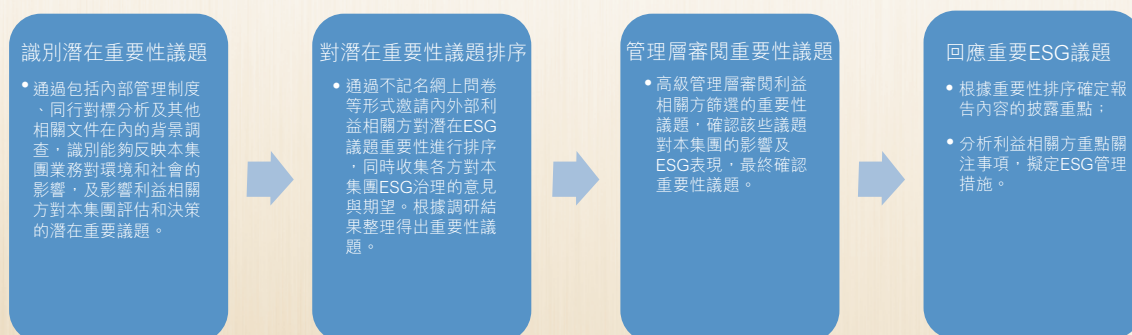 識別潛在重要性議題
• 通過包括內部管理制度
、同行對標分析及其他
相關文件在內的背景調
查，識別能夠反映本集
團業務對環境和社會的
影響，及影響利益相關
方對本集團評估和決策
的潛在重要議題。
對潛在重要性議題排序
• 通過不記名網上問卷
等形式邀請內外部利
益相關方對潛在ESG
議題重要性進行排序
，同時收集各方對本
集團ESG治理的意見
與期望。根據調研結
果整理得出重要性議
題。
管理層審閱重要性議題
• 高級管理層審閱利益
相關方篩選的重要性
議題，確認該些議題
對本集團的影響及
ESG表現，最終確認
重要性議題。
回應重要ESG議題
• 根據重要性排序確定報
告內容的披露重點；
• 分析利益相關方重點關
注事項，擬定ESG管理
措施。